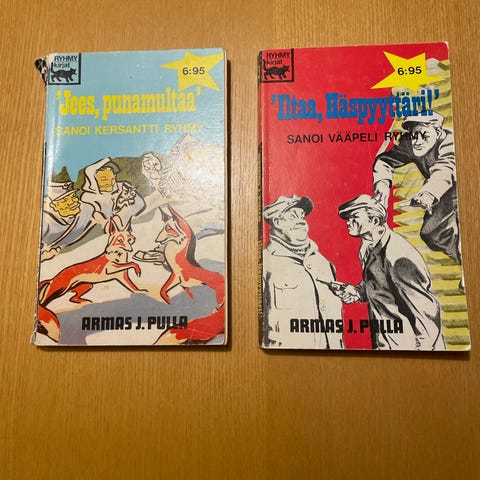 RYHMY
kirjat
6:95
'Jees, punamultaa'
SANOI KERSANTTI RYHMY
ARMAS J. PULLA
RYHMY
kirjat
6:95
'Iltaa, Häspyyttäri!'
SANOI VÄÄPELI RYHMY
ARMAS J. PULLA